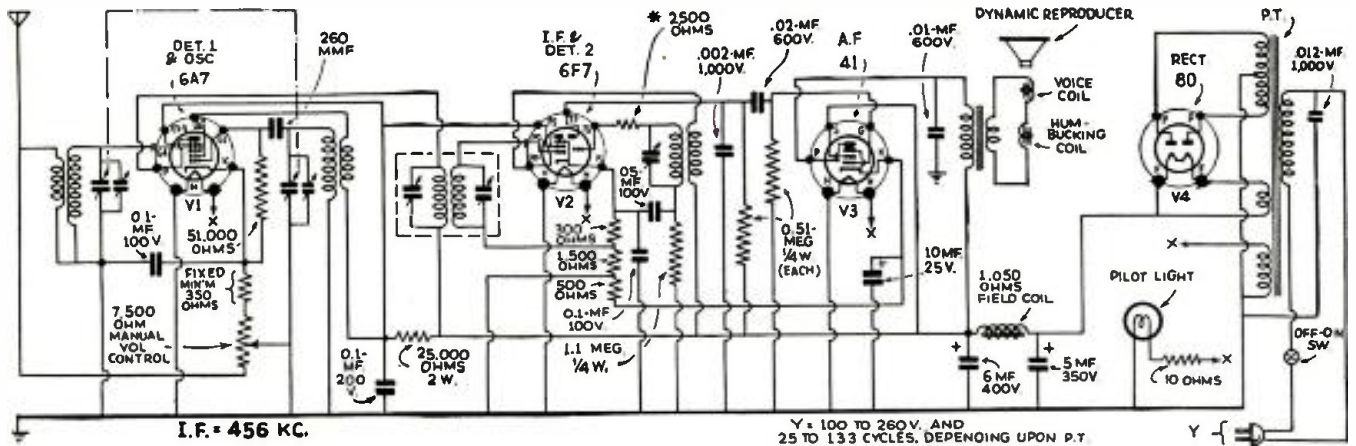 DET. 1
& OSC
6A7
260
MMF
I.F. &
DET. 2
6F7
* 2500
OHMS
.002-MF.
1,000V.
.02-MF
600V.
A.F
41
.01-MF
600V.
DYNAMIC REPRODUCER
VOICE
COIL
HUM-
BUCKING
COIL
P.T.
RECT
80
.012-MF
1,000V.
V1
V2
V3
V4
0.1-
MF
100V
51,000
OHMS
FIXED
MIN'M
350
OHMS
7,500
OHM
MANUAL
VOL
CONTROL
0.1-
MF
200
V
25,000
OHMS
2 W.
.05-
MF
100V
300
OHMS
1,500
OHMS
500
OHMS
0.1-MF
100V.
1.1 MEG
1/4 W.
0.51-
MEG
1/4 W
(EACH)
10 MF.
25 V.
1,050
OHMS
FIELD COIL
6 MF
400V.
5 MF
350V
PILOT LIGHT
10 OHMS
X
X
X
X
X
OFF-ON
SW
Y
I.F. = 456 KC.
Y = 100 TO 260 V. AND
25 TO 133 CYCLES, DEPENDING UPON P.T.